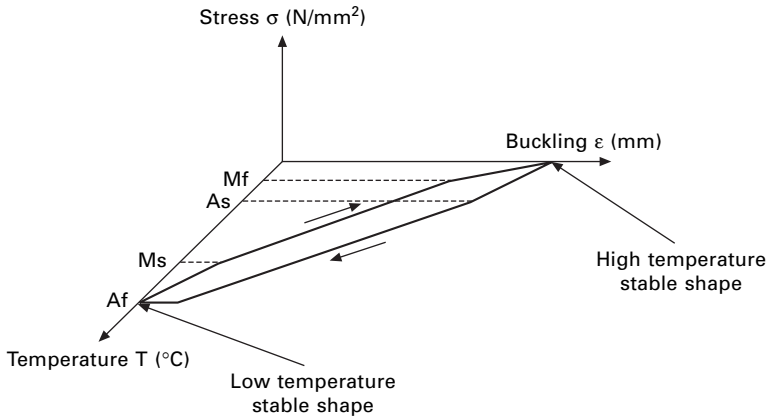 Stress σ (N/mm²)
Buckling ε (mm)
Mf
As
Ms
Af
High temperature
stable shape
Temperature T (°C)
Low temperature
stable shape